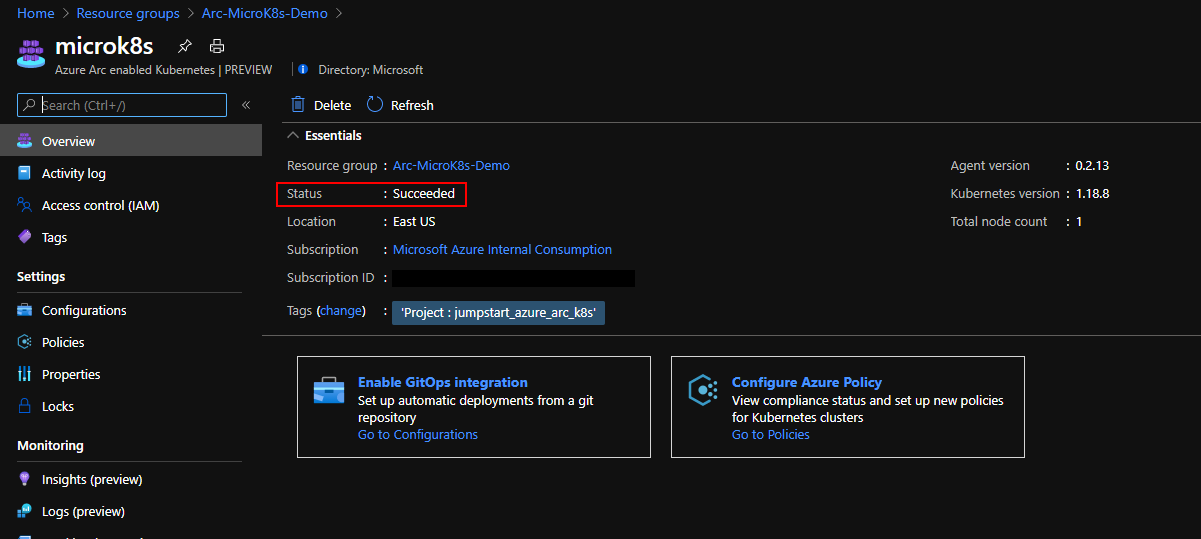 Home > Resource groups > Arc-MicroK8s-Demo >
microk8s
Azure Arc enabled Kubernetes | PREVIEW
Directory: Microsoft
Search (Ctrl+/)
«
Overview
Activity log
Access control (IAM)
Tags
Settings
Configurations
Policies
Properties
Locks
Monitoring
Insights (preview)
Logs (preview)
Delete
Refresh
Essentials
Resource group : Arc-MicroK8s-Demo
Status : Succeeded
Location : East US
Subscription : Microsoft Azure Internal Consumption
Subscription ID :
Tags (change) : 'Project : jumpstart_azure_arc_k8s'
Agent version : 0.2.13
Kubernetes version : 1.18.8
Total node count : 1
Enable GitOps integration
Set up automatic deployments from a git
repository
Go to Configurations
Configure Azure Policy
View compliance status and set up new policies
for Kubernetes clusters
Go to Policies